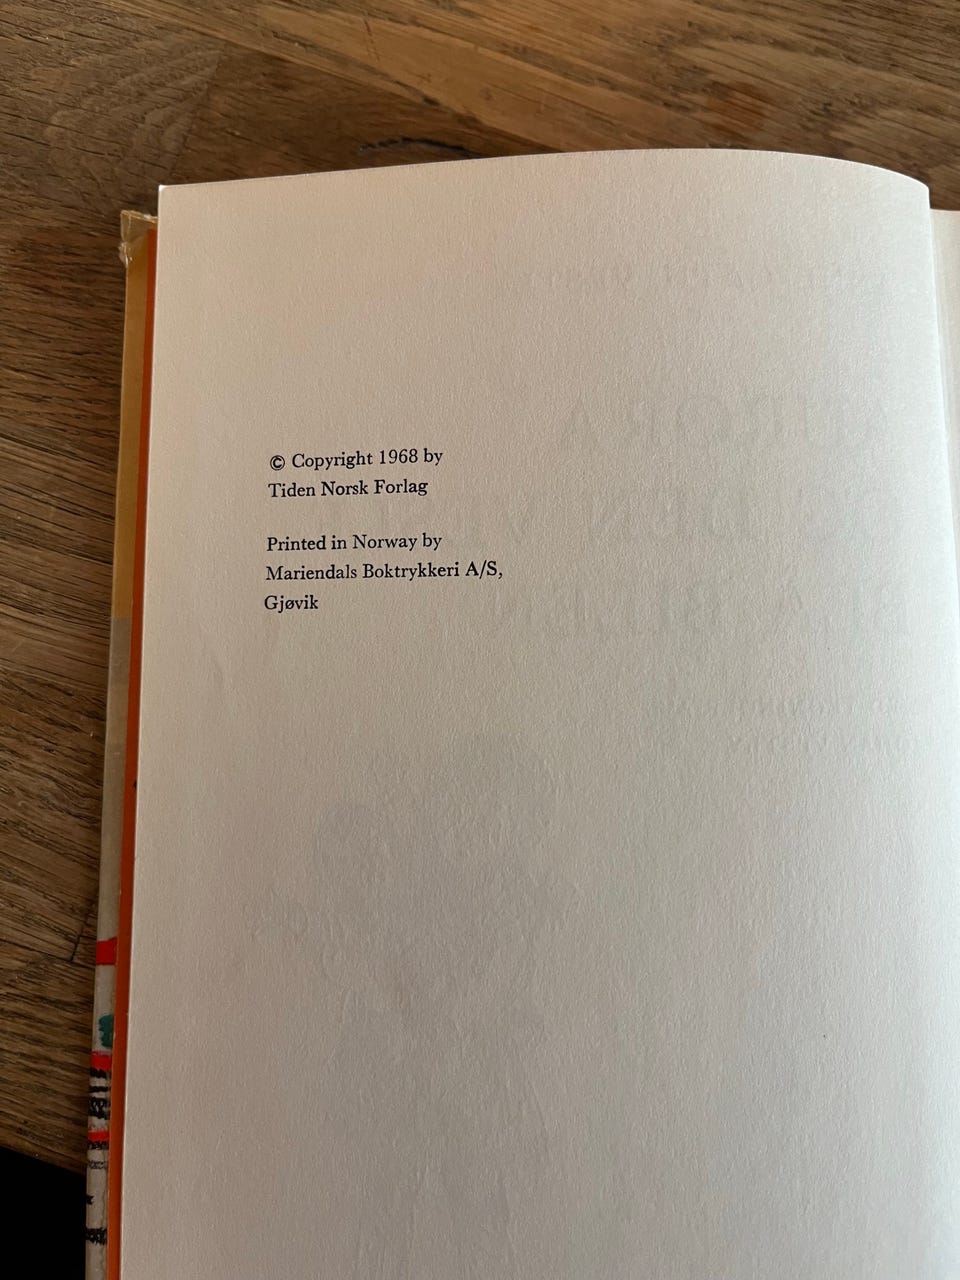 © Copyright 1968 by
Tiden Norsk Forlag
Printed in Norway by
Mariendals Boktrykkeri A/S,
Gjøvik